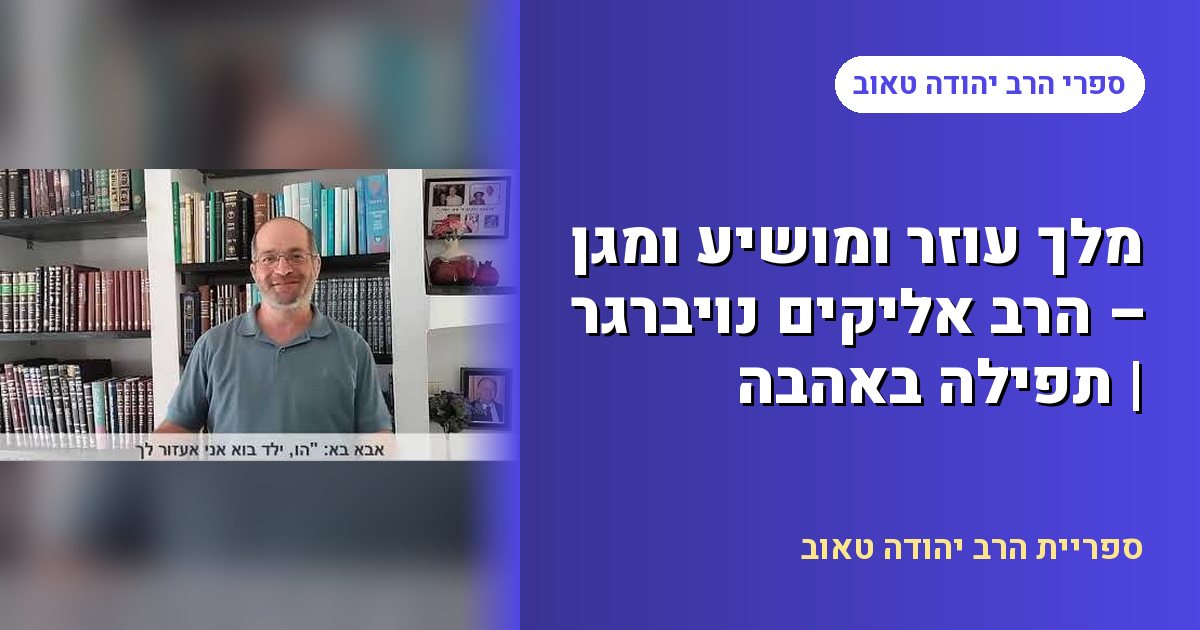 ספרי הרב יהודה טאוב
מלך עוזר ומושיע ומגן
– הרב אליקים נויברגר
| תפילה באהבה
אבא בא: "הו, ילד בוא אני אעזור לך
ספריית הרב יהודה טאוב